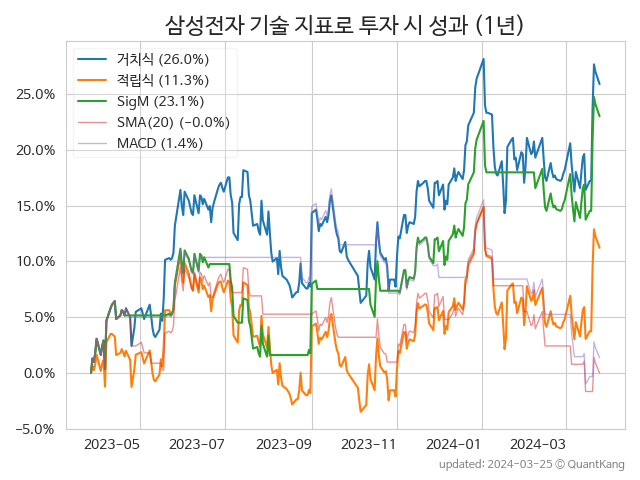 삼성전자 기술 지표로 투자 시 성과 (1년)
거치식 (26.0%)
적립식 (11.3%)
SigM (23.1%)
SMA(20) (−0.0%)
MACD (1.4%)
25.0%
20.0%
15.0%
10.0%
5.0%
0.0%
−5.0%
2023-05 2023-07 2023-09 2023-11 2024-01 2024-03
updated: 2024-03-25 ⓒ QuantKang